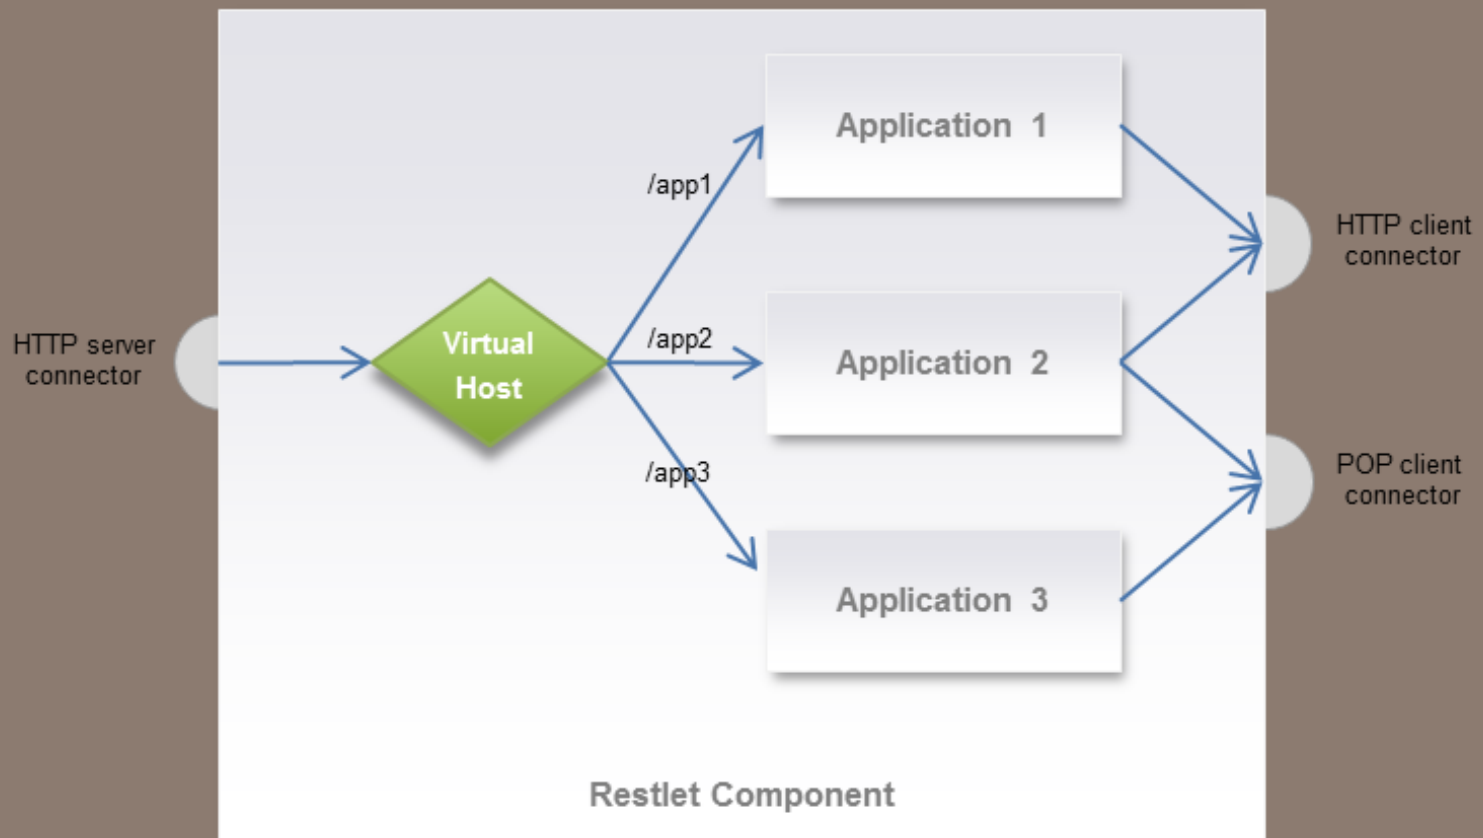 HTTP server
connector
Virtual
Host
/app1
/app2
/app3
Application 1
Application 2
Application 3
HTTP client
connector
POP client
connector
Restlet Component